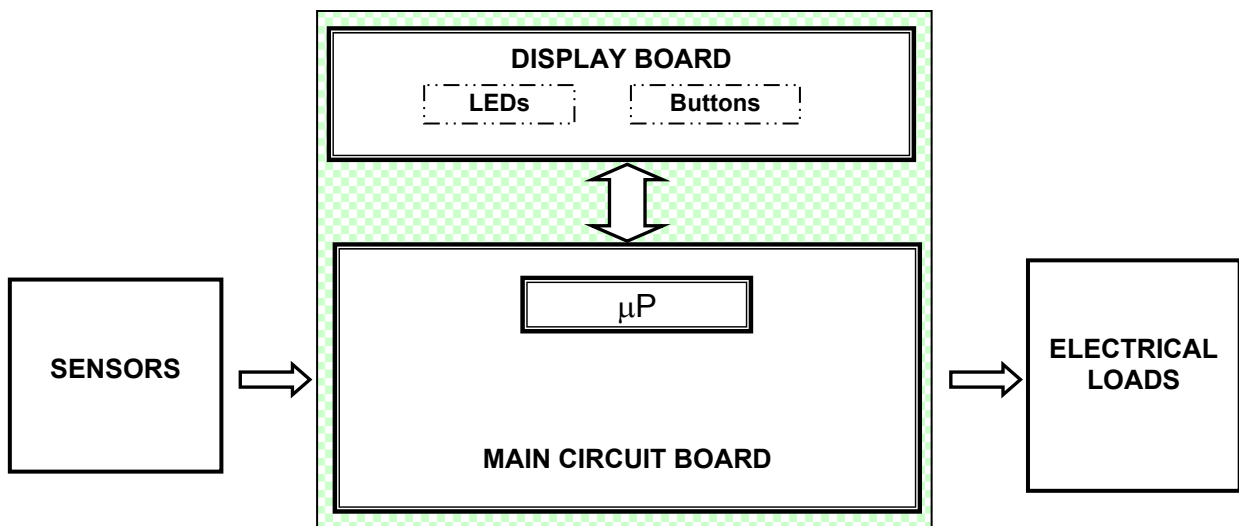 DISPLAY BOARD
LEDs
Buttons
μP
SENSORS
ELECTRICAL
LOADS
MAIN CIRCUIT BOARD